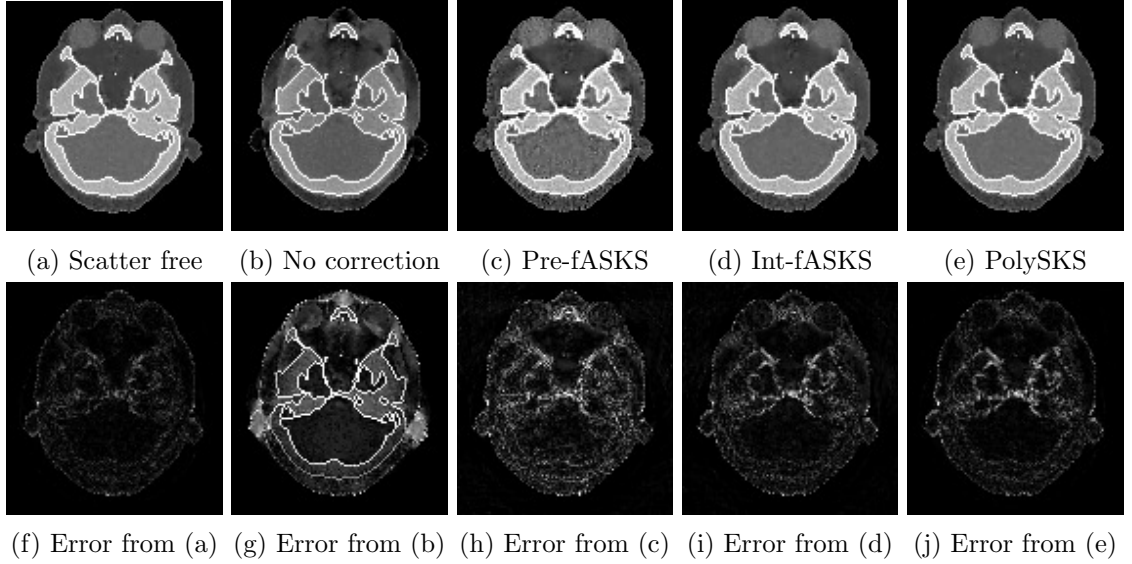 (a) Scatter free (b) No correction (c) Pre-fASKS (d) Int-fASKS (e) PolySKS
(f) Error from (a) (g) Error from (b) (h) Error from (c) (i) Error from (d) (j) Error from (e)